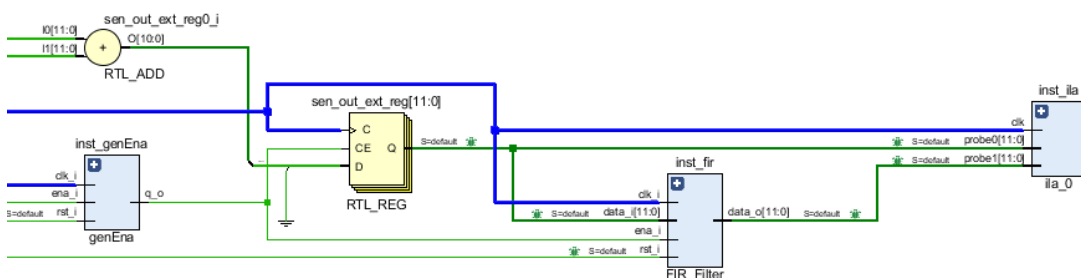 sen_out_ext_reg0_i
I0[11:0]
I1[11:0]
+
O[10:0]
RTL_ADD
inst_genEna
clk_i
ena_i
S=default
rst_i
q_o
genEna
sen_out_ext_reg[11:0]
C
CE
D
Q
RTL_REG
S=default
inst_fir
clk_i
S=default
data_i[11:0]
ena_i
S=default
rst_i
data_o[11:0]
S=default
FIR_Filter
inst_ila
clk
S=default
probe0[11:0]
S=default
probe1[11:0]
ila_0